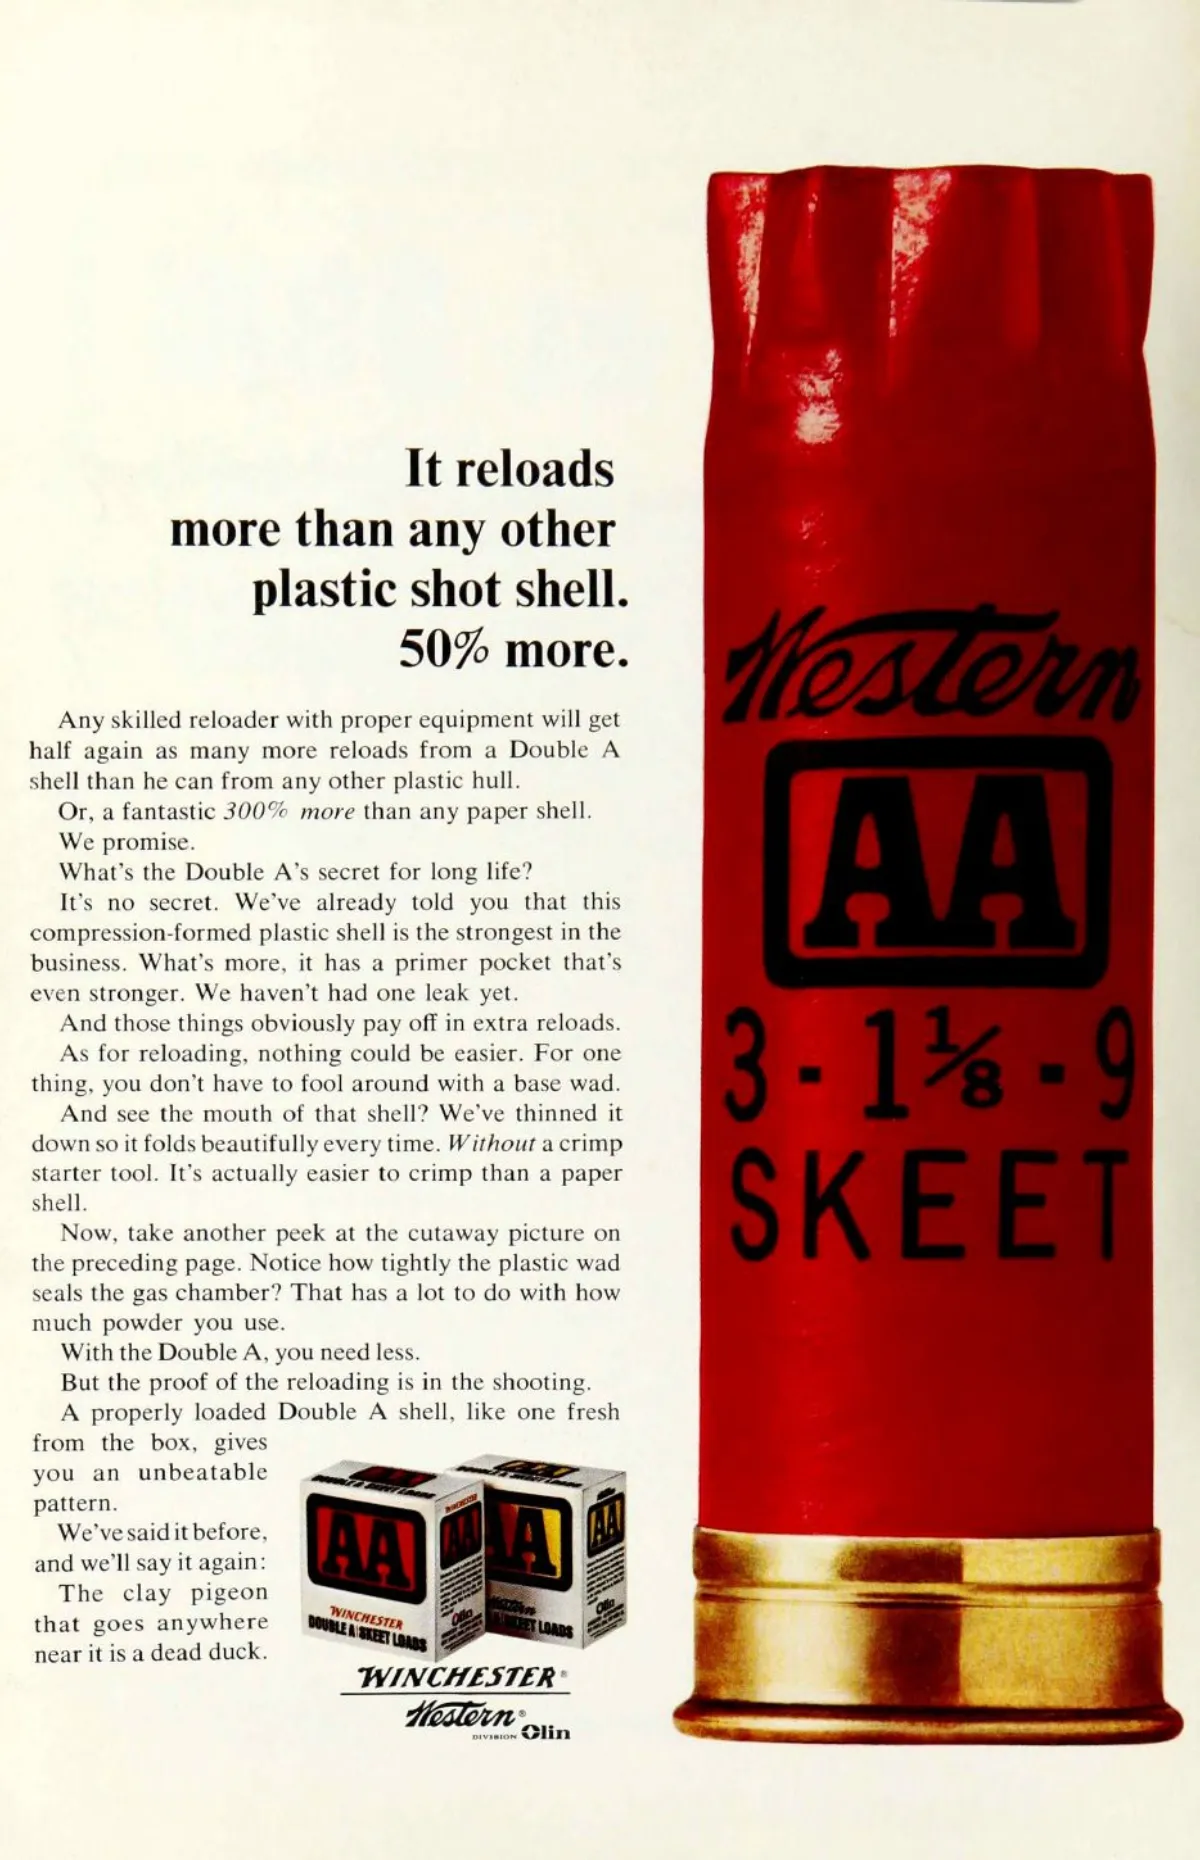 It reloads
more than any other
plastic shot shell.
50% more.
Any skilled reloader with proper equipment will get
half again as many more reloads from a Double A
shell than he can from any other plastic hull.
Or, a fantastic 300% more than any paper shell.
We promise.
What's the Double A's secret for long life?
It's no secret. We've already told you that this
compression-formed plastic shell is the strongest in the
business. What's more, it has a primer pocket that's
even stronger. We haven't had one leak yet.
And those things obviously pay off in extra reloads.
As for reloading, nothing could be easier. For one
thing, you don't have to fool around with a base wad.
And see the mouth of that shell? We've thinned it
down so it folds beautifully every time. Without a crimp
starter tool. It's actually easier to crimp than a paper
shell.
Now, take another peek at the cutaway picture on
the preceding page. Notice how tightly the plastic wad
seals the gas chamber? That has a lot to do with how
much powder you use.
With the Double A, you need less.
But the proof of the reloading is in the shooting.
A properly loaded Double A shell, like one fresh
from the box, gives
you an unbeatable
pattern.
We've said it before,
and we'll say it again:
The clay pigeon
that goes anywhere
near it is a dead duck.
AA
WINCHESTER
DOUBLE A SKEET LOADS
AA
Olin
AA
SKEET LOADS
AA
Olin
WINCHESTER®
Western®
DIVISION Olin
Western
AA
3 - 1 1/8 - 9
SKEET